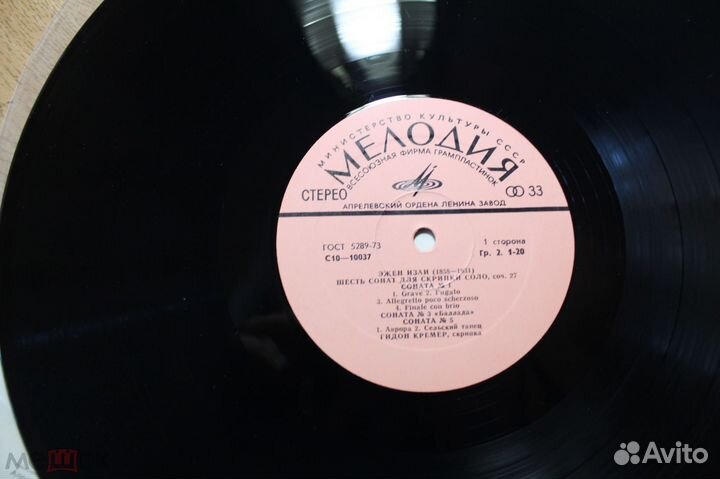 МИНИСТЕРСТВО КУЛЬТУРЫ СССР
МЕЛОДИЯ
ВСЕСОЮЗНАЯ ФИРМА ГРАМПЛАСТИНОК
СТЕРЕО
33
АПРЕЛЕВСКИЙ ОРДЕНА ЛЕНИНА ЗАВОД
ГОСТ 5289-73
1 сторона
С10—10037
Гр. 2. 1-20
ЭЖЕН ИЗАИ (1858—1931)
ШЕСТЬ СОНАТ ДЛЯ СКРИПКИ СОЛО, соч. 27
СОНАТА № 1
1. Grave 2. Fugato
3. Allegretto poco scherzoso
4. Finale con brio
СОНАТА № 3 «Баллада»
СОНАТА № 5
1. Аврора 2. Сельский танец
ГИДОН КРЕМЕР, скрипка
Avito